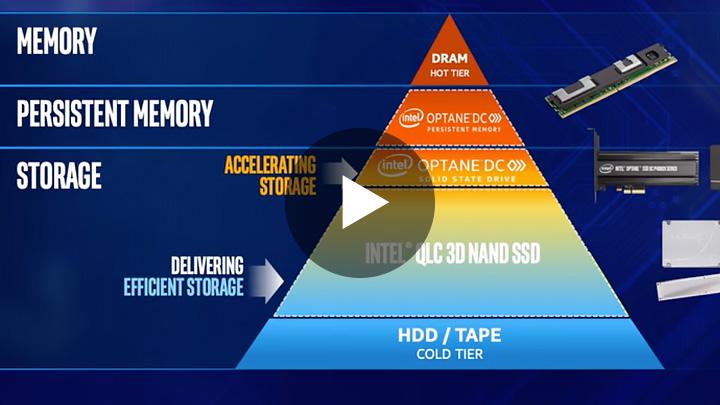 MEMORY
DRAM
HOT TIER
PERSISTENT MEMORY
intel OPTANE DC
PERSISTENT MEMORY
STORAGE
ACCELERATING
STORAGE
intel OPTANE DC
SOLID STATE DRIVE
DELIVERING
EFFICIENT STORAGE
INTEL® QLC 3D NAND SSD
HDD / TAPE
COLD TIER